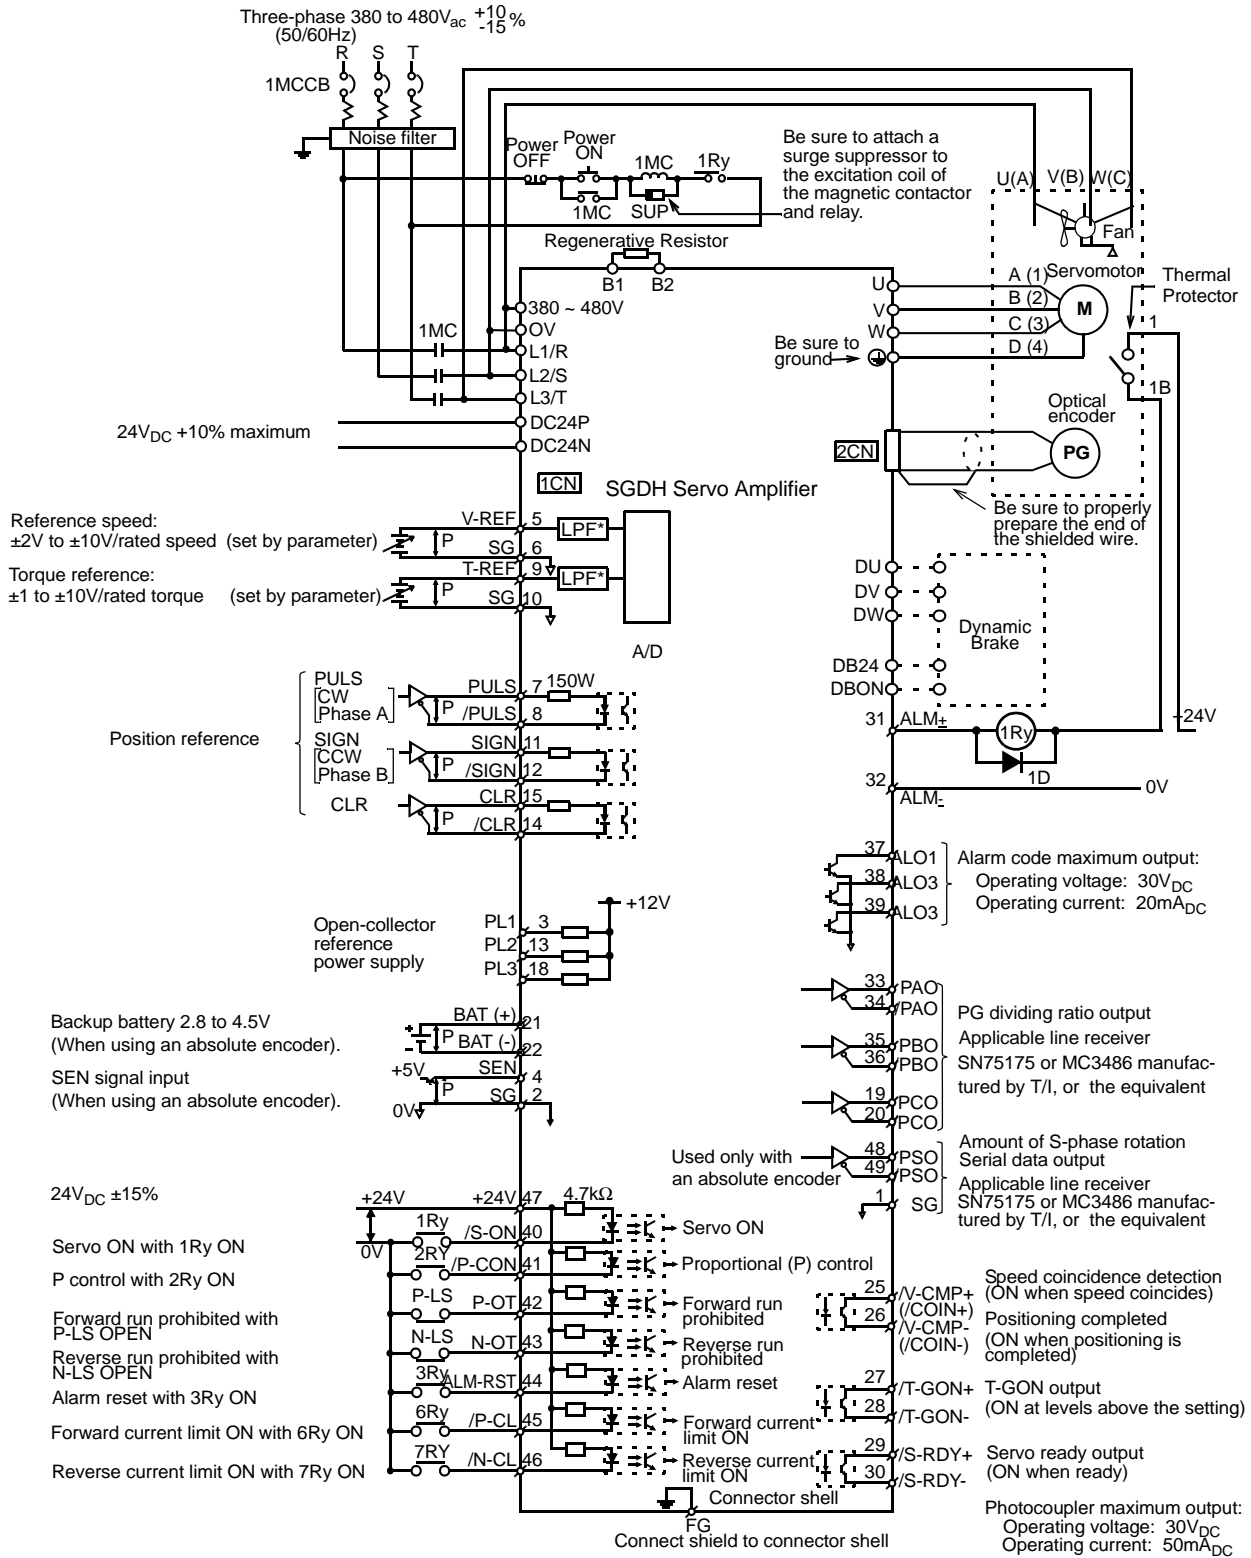 Three-phase 380 to 480Vac +10 -15 %
(50/60Hz)
R S T
1MCCB
Noise filter
Power OFF
Power ON
1MC
1Ry
1MC
SUP
Be sure to attach a
surge suppressor to
the excitation coil of
the magnetic contactor
and relay.
U(A) V(B) W(C)
Fan
Regenerative Resistor
B1 B2
380 ~ 480V
OV
1MC
L1/R
L2/S
L3/T
24VDC +10% maximum
DC24P
DC24N
U
V
W
A (1)
B (2)
C (3)
D (4)
Servomotor
M
Thermal
Protector
1
1B
Be sure to
ground
Optical
encoder
2CN
PG
Be sure to properly
prepare the end of
the shielded wire.
1CN
SGDH Servo Amplifier
Reference speed:
±2V to ±10V/rated speed (set by parameter)
P
V-REF 5
LPF*
SG 6
Torque reference:
±1 to ±10V/rated torque (set by parameter)
P
T-REF 9
LPF*
SG 10
A/D
DU
DV
DW
Dynamic
Brake
DB24
DBON
Position reference
PULS
CW
Phase A
P
PULS 7 150W
/PULS 8
SIGN
CCW
Phase B
P
SIGN 11
/SIGN 12
CLR
P
CLR 15
/CLR 14
31 ALM+
1Ry
1D
+24V
32 ALM-
0V
37 ALO1
38 ALO3
39 ALO3
Alarm code maximum output:
Operating voltage: 30VDC
Operating current: 20mADC
+12V
Open-collector
reference
power supply
PL1 3
PL2 13
PL3 18
33 PAO
34 /PAO
35 PBO
36 /PBO
19 PCO
20 /PCO
PG dividing ratio output
Applicable line receiver
SN75175 or MC3486 manufac-
tured by T/I, or the equivalent
Backup battery 2.8 to 4.5V
(When using an absolute encoder).
+
-
P
BAT (+) 21
BAT (-) 22
SEN signal input
(When using an absolute encoder).
+5V
P
0V
SEN 4
SG 2
Used only with
an absolute encoder
48 PSO
49 /PSO
1 SG
Amount of S-phase rotation
Serial data output
Applicable line receiver
SN75175 or MC3486 manufac-
tured by T/I, or the equivalent
24VDC ±15%
+24V
+24V 47 4.7kΩ
0V
Servo ON with 1Ry ON
1Ry
/S-ON 40
Servo ON
P control with 2Ry ON
2RY
/P-CON 41
Proportional (P) control
Forward run prohibited with
P-LS OPEN
P-LS
P-OT 42
Forward run
prohibited
Reverse run prohibited with
N-LS OPEN
N-LS
N-OT 43
Reverse run
prohibited
Alarm reset with 3Ry ON
3Ry
ALM-RST 44
Alarm reset
Forward current limit ON with 6Ry ON
6Ry
/P-CL 45
Forward current
limit ON
Reverse current limit ON with 7Ry ON
7RY
/N-CL 46
Reverse current
limit ON
25 /V-CMP+
(/COIN+)
26 /V-CMP-
(/COIN-)
Speed coincidence detection
(ON when speed coincides)
Positioning completed
(ON when positioning is
completed)
27 /T-GON+
28 /T-GON-
T-GON output
(ON at levels above the setting)
29 /S-RDY+
30 /S-RDY-
Servo ready output
(ON when ready)
Connector shell
FG
Connect shield to connector shell
Photocoupler maximum output:
Operating voltage: 30VDC
Operating current: 50mADC